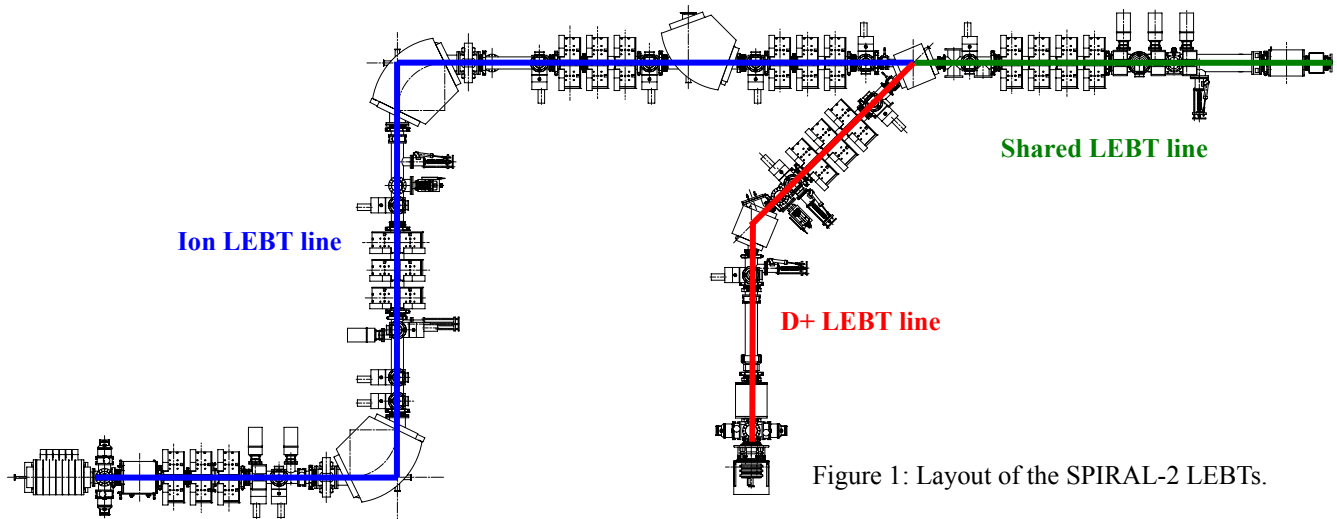 Shared LEBT line
Ion LEBT line
D+ LEBT line
Figure 1: Layout of the SPIRAL-2 LEBTs.